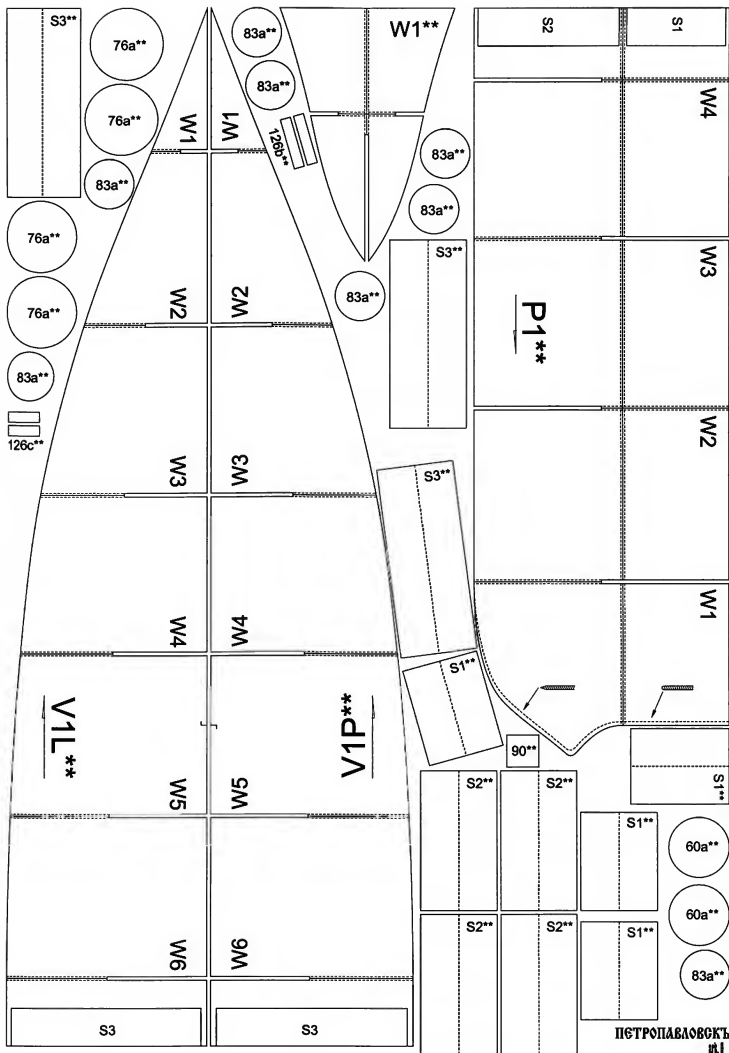 S3**
76a**
83a**
W1**
S2
S1
76a**
W1
W1
83a**
126b**
83a**
W4
83a**
83a**
76a**
S3**
W3
83a**
W2
W2
76a**
P1**
83a**
126c**
W2
W3
W3
S3**
W1
W4
W4
S1**
V1L**
V1P**
90**
S1**
W5
W5
S2**
S2**
S1**
60a**
60a**
W6
W6
S2**
S2**
S1**
83a**
S3
S3
ПЕТРОПАВЛОВСКЪ